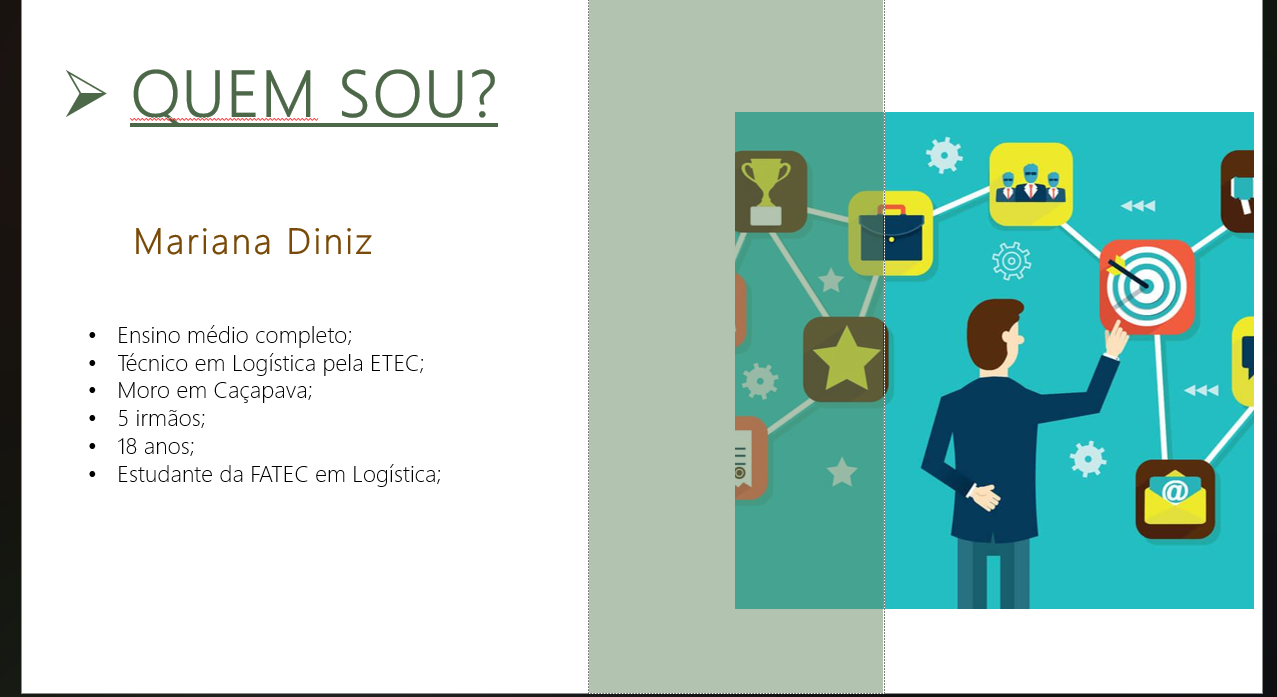 QUEM SOU?
Mariana Diniz
• Ensino médio completo;
• Técnico em Logística pela ETEC;
• Moro em Caçapava;
• 5 irmãos;
• 18 anos;
• Estudante da FATEC em Logística;
@